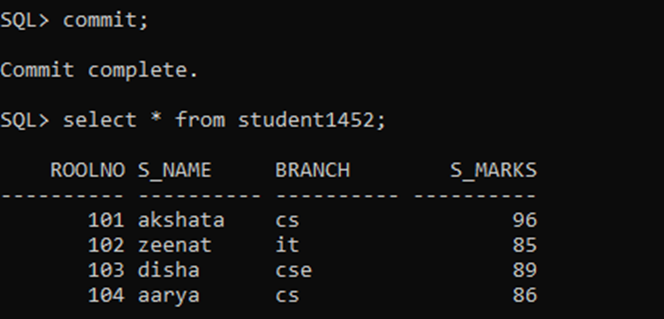 SQL> commit;
Commit complete.
SQL> select * from student1452;
    ROOLNO S_NAME     BRANCH        S_MARKS
---------- ---------- ---------- ----------
       101 akshata    cs                 96
       102 zeenat     it                 85
       103 disha      cse                89
       104 aarya      cs                 86